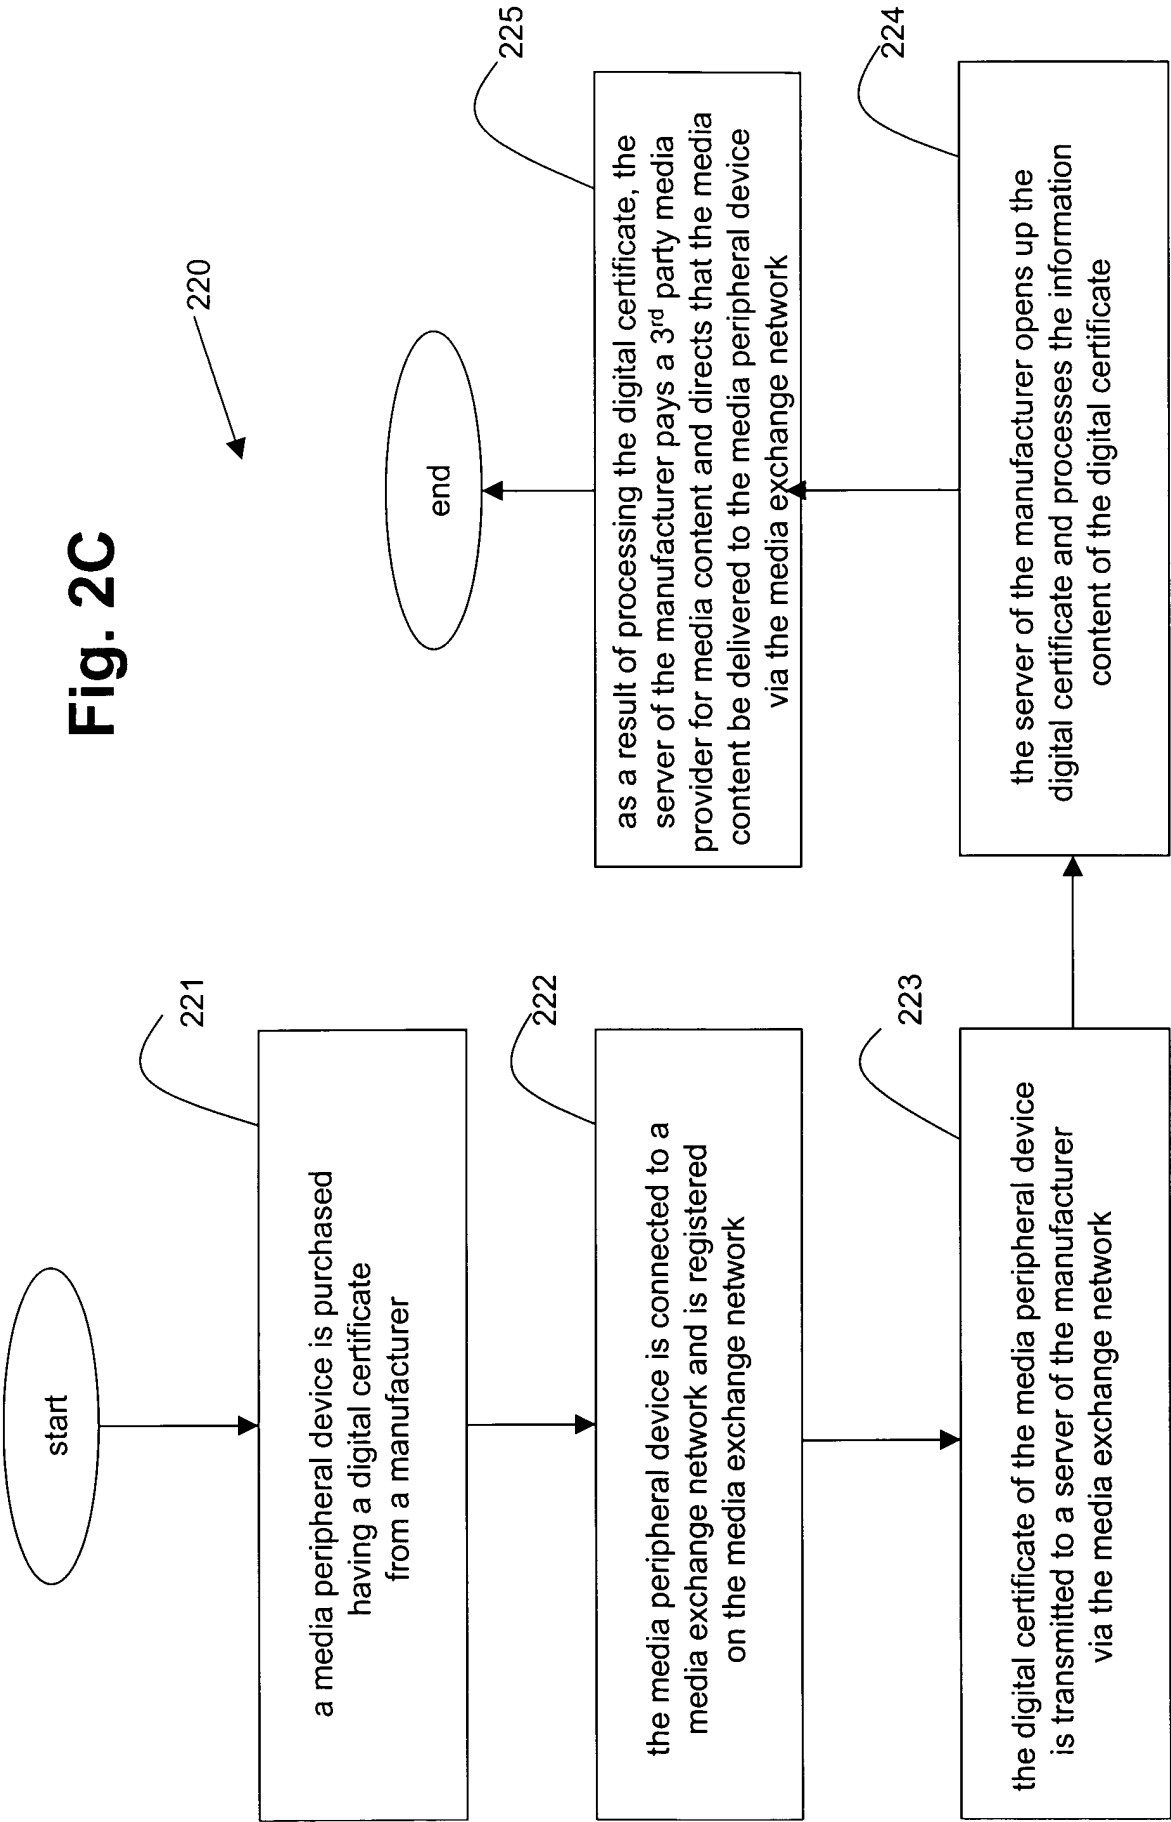 Fig. 2C
220
start
221
a media peripheral device is purchased
having a digital certificate
from a manufacturer
222
the media peripheral device is connected to a
media exchange network and is registered
on the media exchange network
223
the digital certificate of the media peripheral device
is transmitted to a server of the manufacturer
via the media exchange network
224
the server of the manufacturer opens up the
digital certificate and processes the information
content of the digital certificate
225
as a result of processing the digital certificate, the
server of the manufacturer pays a 3rd party media
provider for media content and directs that the media
content be delivered to the media peripheral device
via the media exchange network
end